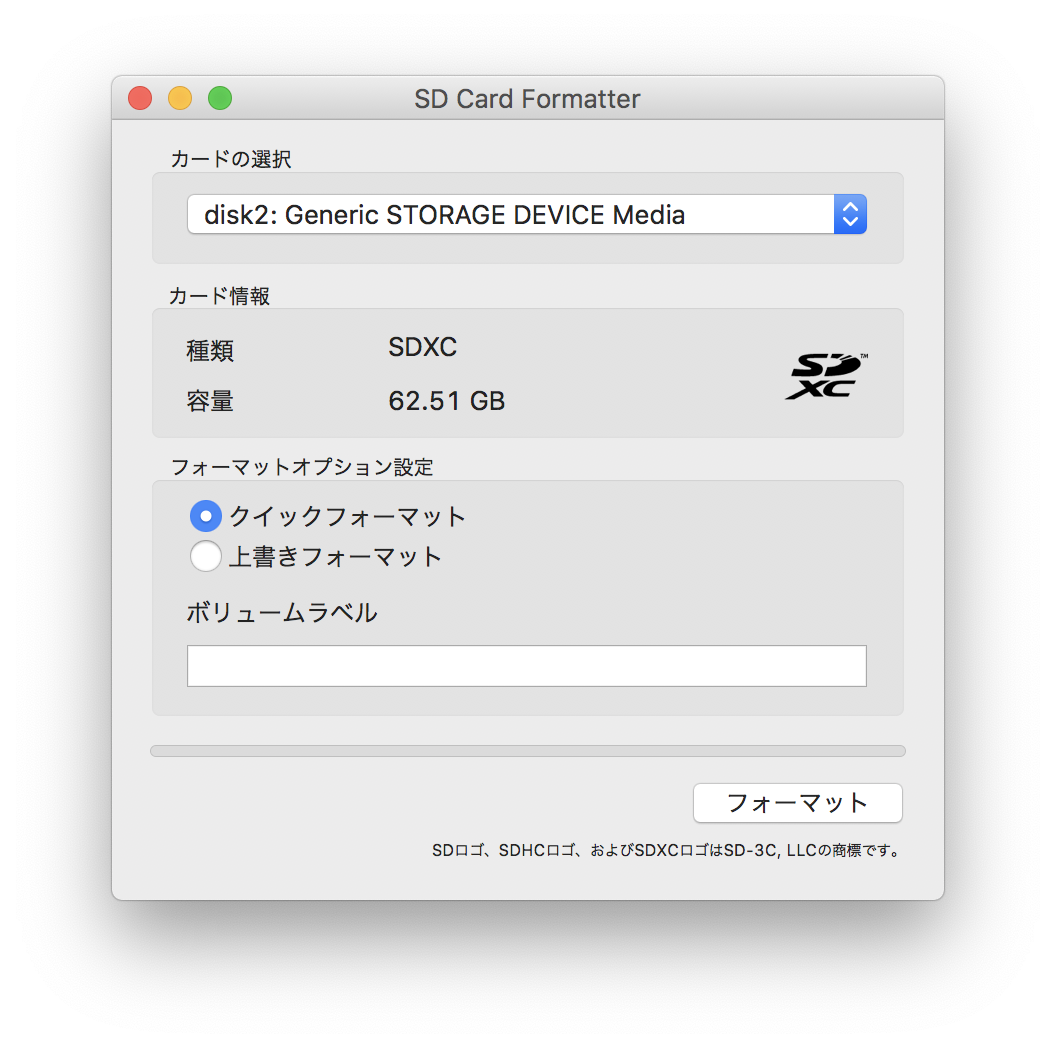 SD Card Formatter
カードの選択
disk2: Generic STORAGE DEVICE Media
カード情報
種類 SDXC
容量 62.51 GB
SD™
XC
フォーマットオプション設定
クイックフォーマット
上書きフォーマット
ボリュームラベル
フォーマット
SDロゴ、SDHCロゴ、およびSDXCロゴはSD-3C, LLCの商標です。